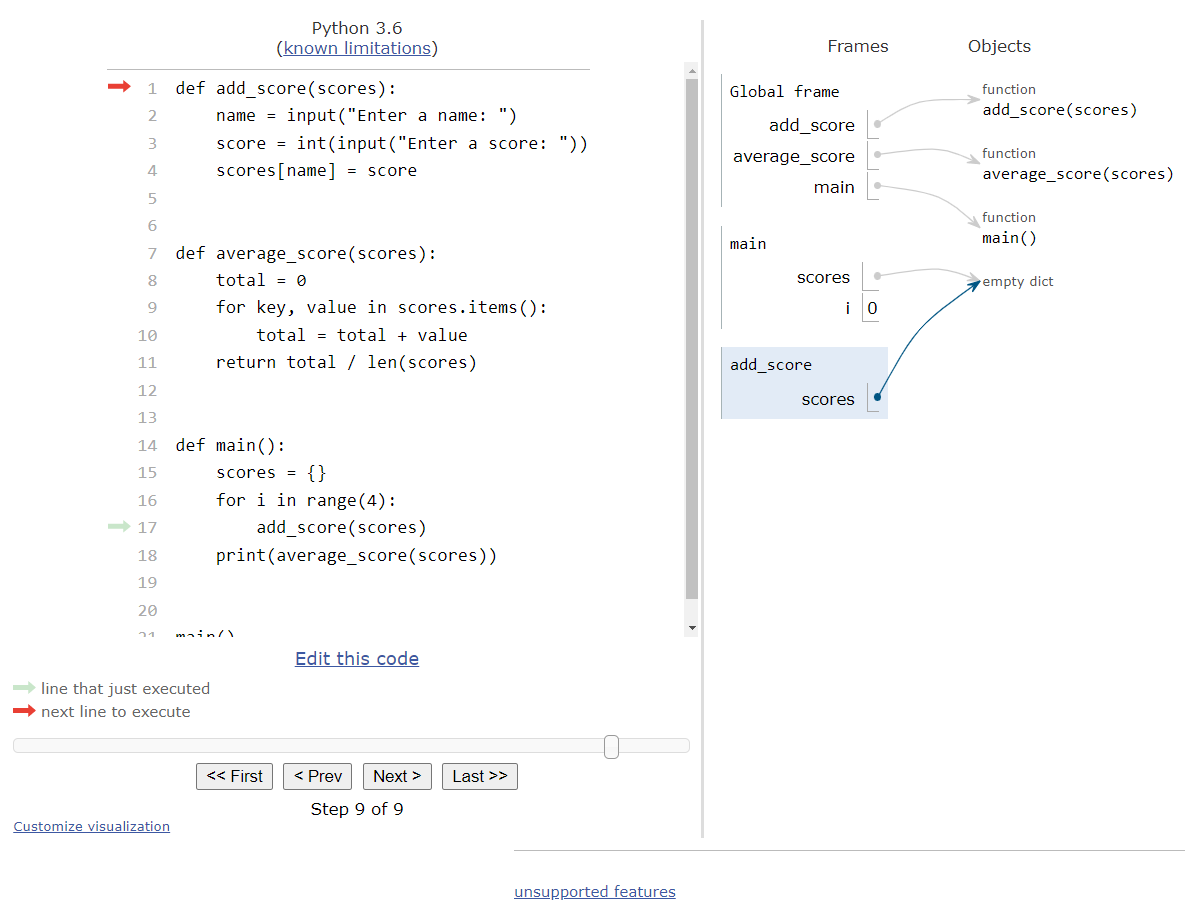 Python 3.6
(known limitations)
1 def add_score(scores):
2     name = input("Enter a name: ")
3     score = int(input("Enter a score: "))
4     scores[name] = score
5
6
7 def average_score(scores):
8     total = 0
9     for key, value in scores.items():
10         total = total + value
11     return total / len(scores)
12
13
14 def main():
15     scores = {}
16     for i in range(4):
17         add_score(scores)
18     print(average_score(scores))
19
20
21 main()
Edit this code
line that just executed
next line to execute
<< First < Prev Next > Last >>
Step 9 of 9
Customize visualization
Frames Objects
Global frame
add_score
average_score
main
function
add_score(scores)
function
average_score(scores)
function
main()
main
scores
i 0
empty dict
add_score
scores
unsupported features